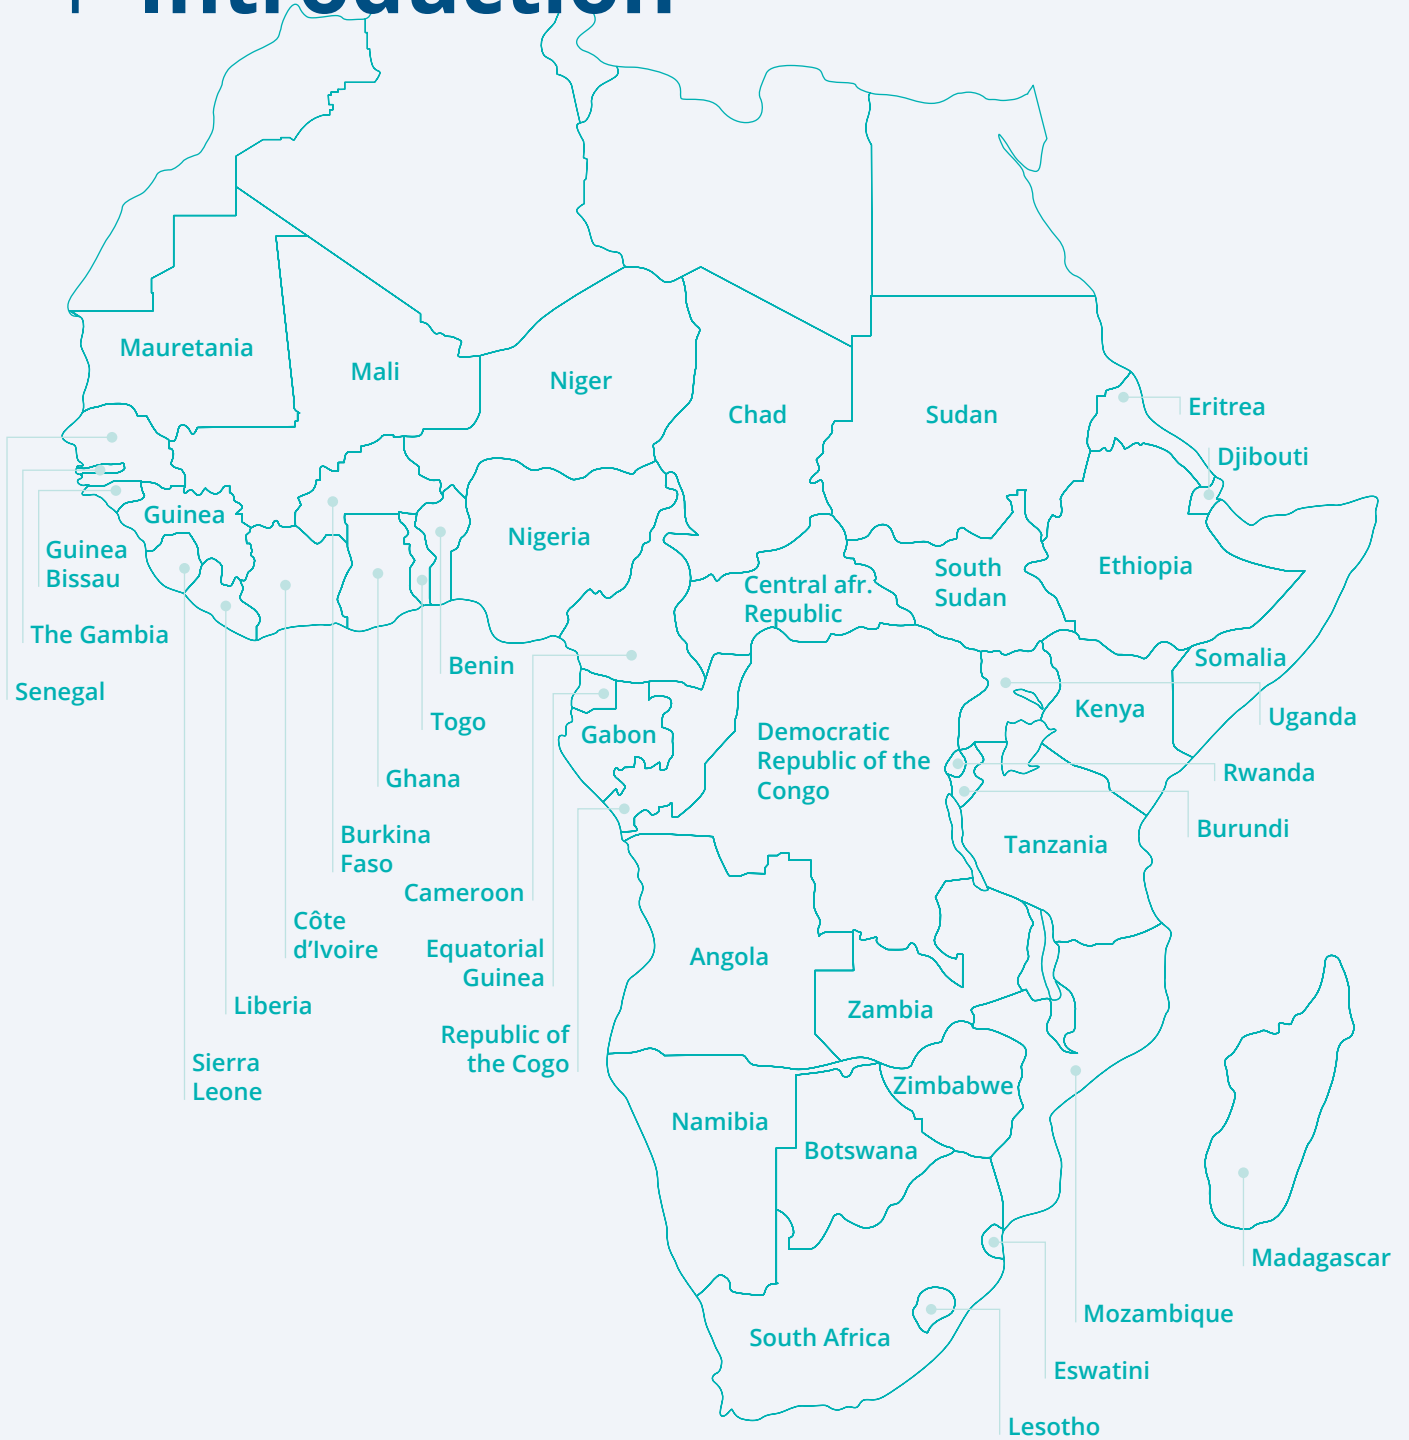 Introduction
Mauretania
Mali
Niger
Chad
Sudan
Eritrea
Djibouti
Guinea
Nigeria
Guinea
Bissau
Ethiopia
Central afr.
Republic
South
Sudan
The Gambia
Benin
Somalia
Senegal
Togo
Gabon
Kenya
Uganda
Democratic
Republic of the
Congo
Ghana
Rwanda
Burkina
Faso
Burundi
Tanzania
Cameroon
Côte
d’Ivoire
Equatorial
Guinea
Angola
Liberia
Zambia
Republic of
the Cogo
Sierra
Leone
Zimbabwe
Namibia
Botswana
Madagascar
Mozambique
South Africa
Eswatini
Lesotho